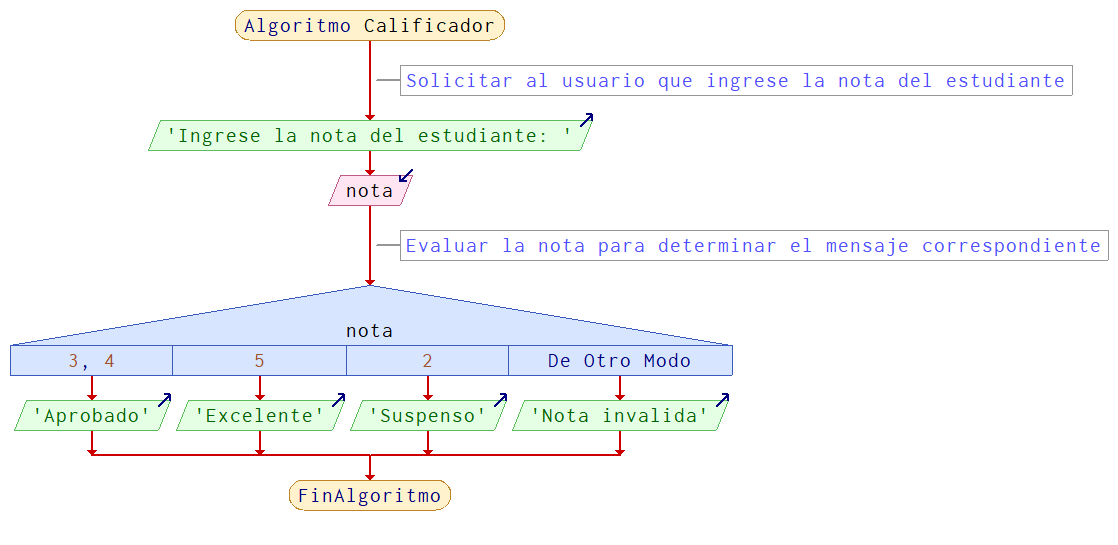 Algoritmo Calificador
Solicitar al usuario que ingrese la nota del estudiante
'Ingrese la nota del estudiante: '
nota
Evaluar la nota para determinar el mensaje correspondiente
nota
3, 4
5
2
De Otro Modo
'Aprobado'
'Excelente'
'Suspenso'
'Nota invalida'
FinAlgoritmo